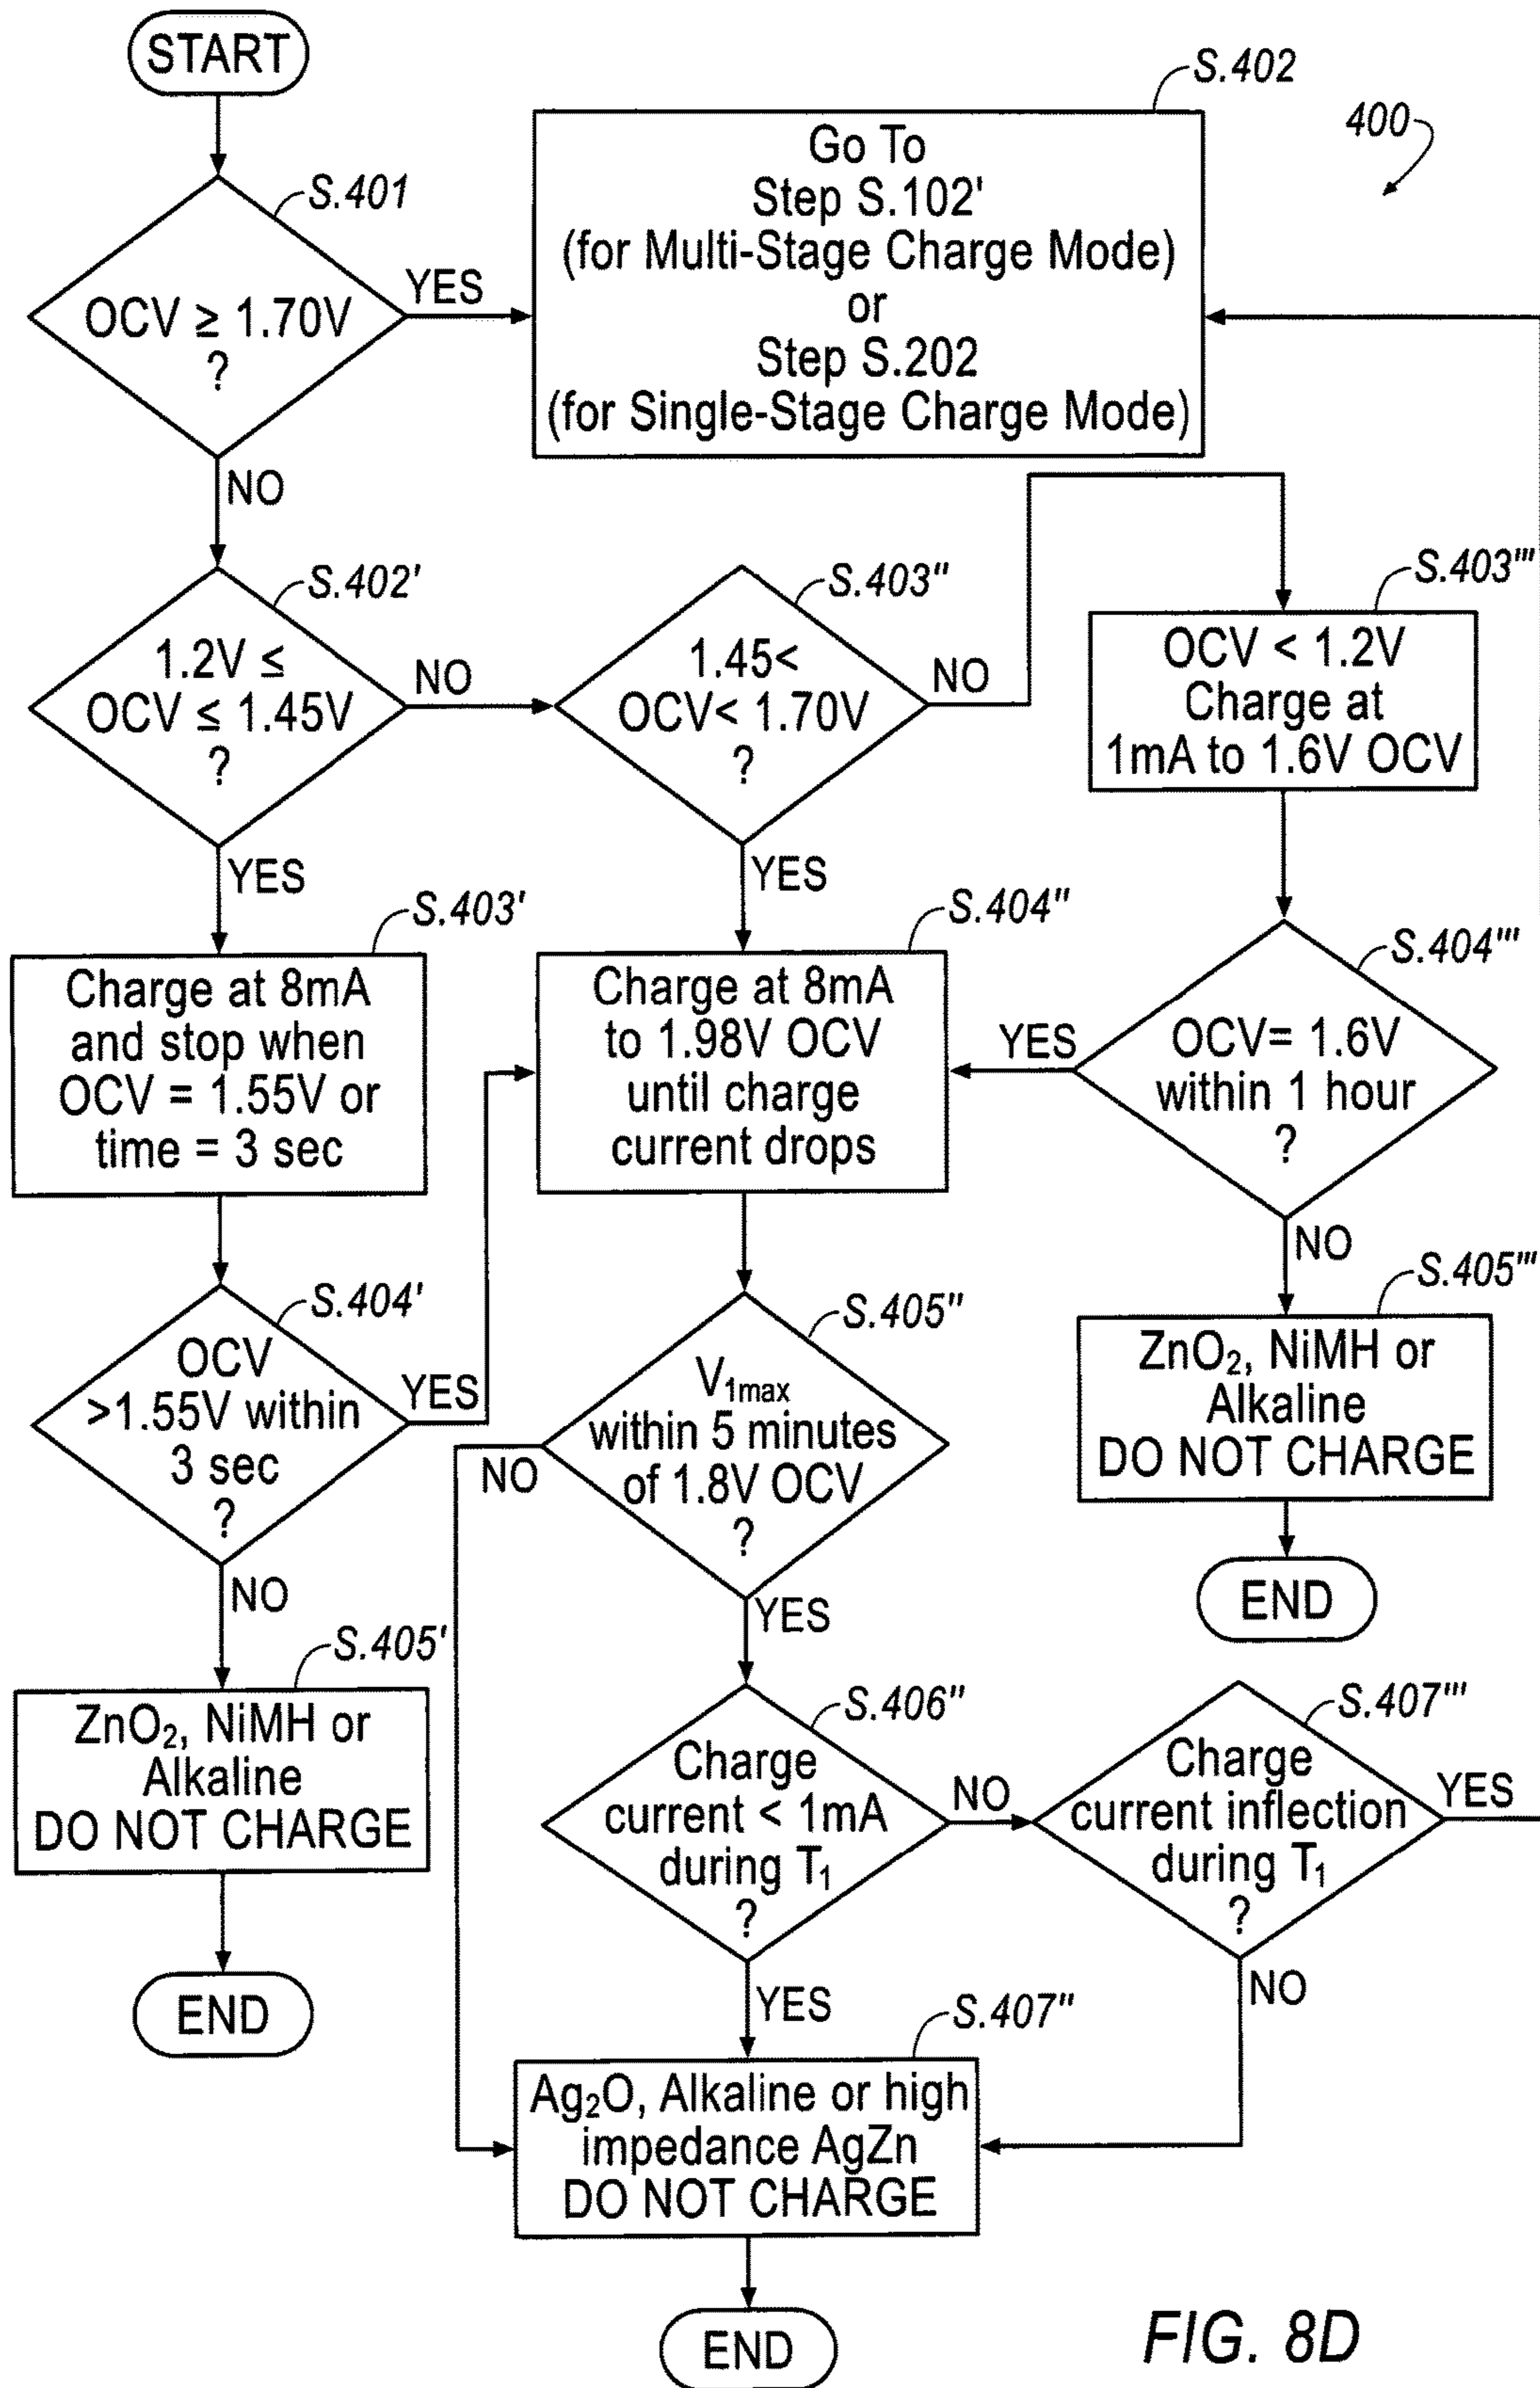 START
S.402
Go To
Step S.102'
(for Multi-Stage Charge Mode)
or
Step S.202
(for Single-Stage Charge Mode)
400
S.401
OCV ≥ 1.70V
?
YES
NO
S.402'
1.2V ≤
OCV ≤ 1.45V
?
NO
YES
S.403''
1.45<
OCV< 1.70V
?
NO
YES
S.403'''
OCV < 1.2V
Charge at
1mA to 1.6V OCV
S.403'
Charge at 8mA
and stop when
OCV = 1.55V or
time = 3 sec
S.404''
Charge at 8mA
to 1.98V OCV
until charge
current drops
S.404'''
OCV= 1.6V
within 1 hour
?
YES
NO
S.404'
OCV
>1.55V within
3 sec
?
YES
NO
S.405''
V₁max
within 5 minutes
of 1.8V OCV
?
NO
YES
S.405'''
ZnO₂, NiMH or
Alkaline
DO NOT CHARGE
END
S.405'
ZnO₂, NiMH or
Alkaline
DO NOT CHARGE
END
S.406''
Charge
current < 1mA
during T₁
?
NO
YES
S.407'''
Charge
current inflection
during T₁
?
YES
NO
S.407''
Ag₂O, Alkaline or high
impedance AgZn
DO NOT CHARGE
END
FIG. 8D